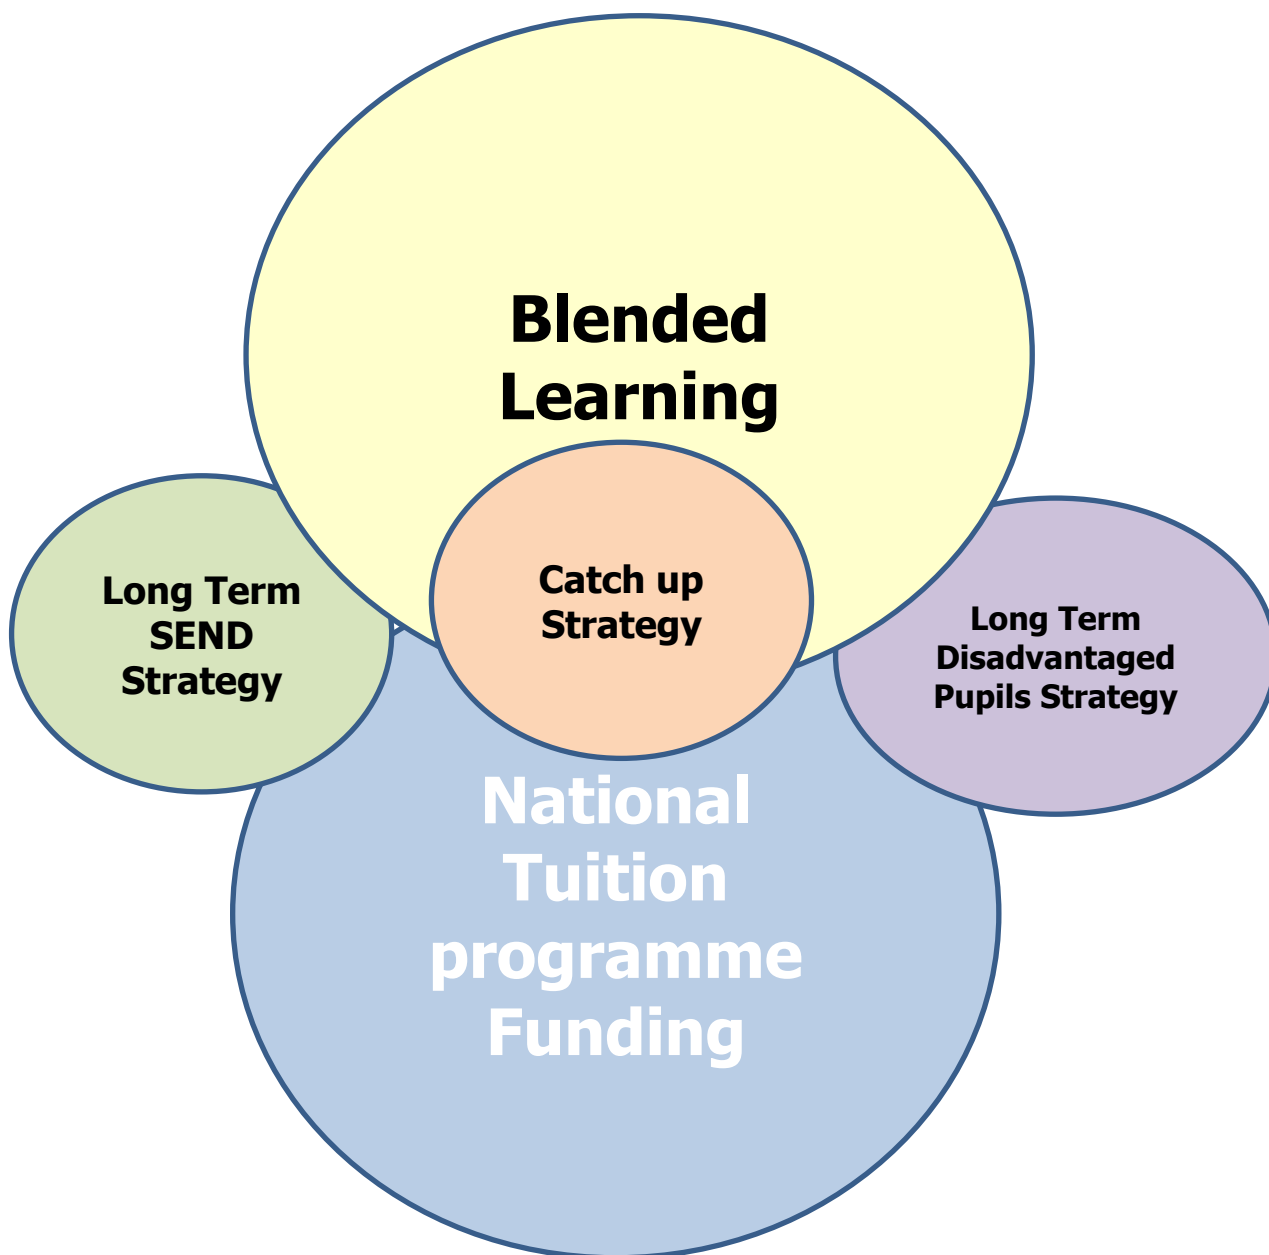 Blended
Learning
Long Term
SEND
Strategy
Catch up
Strategy
Long Term
Disadvantaged
Pupils Strategy
National
Tuition
programme
Funding